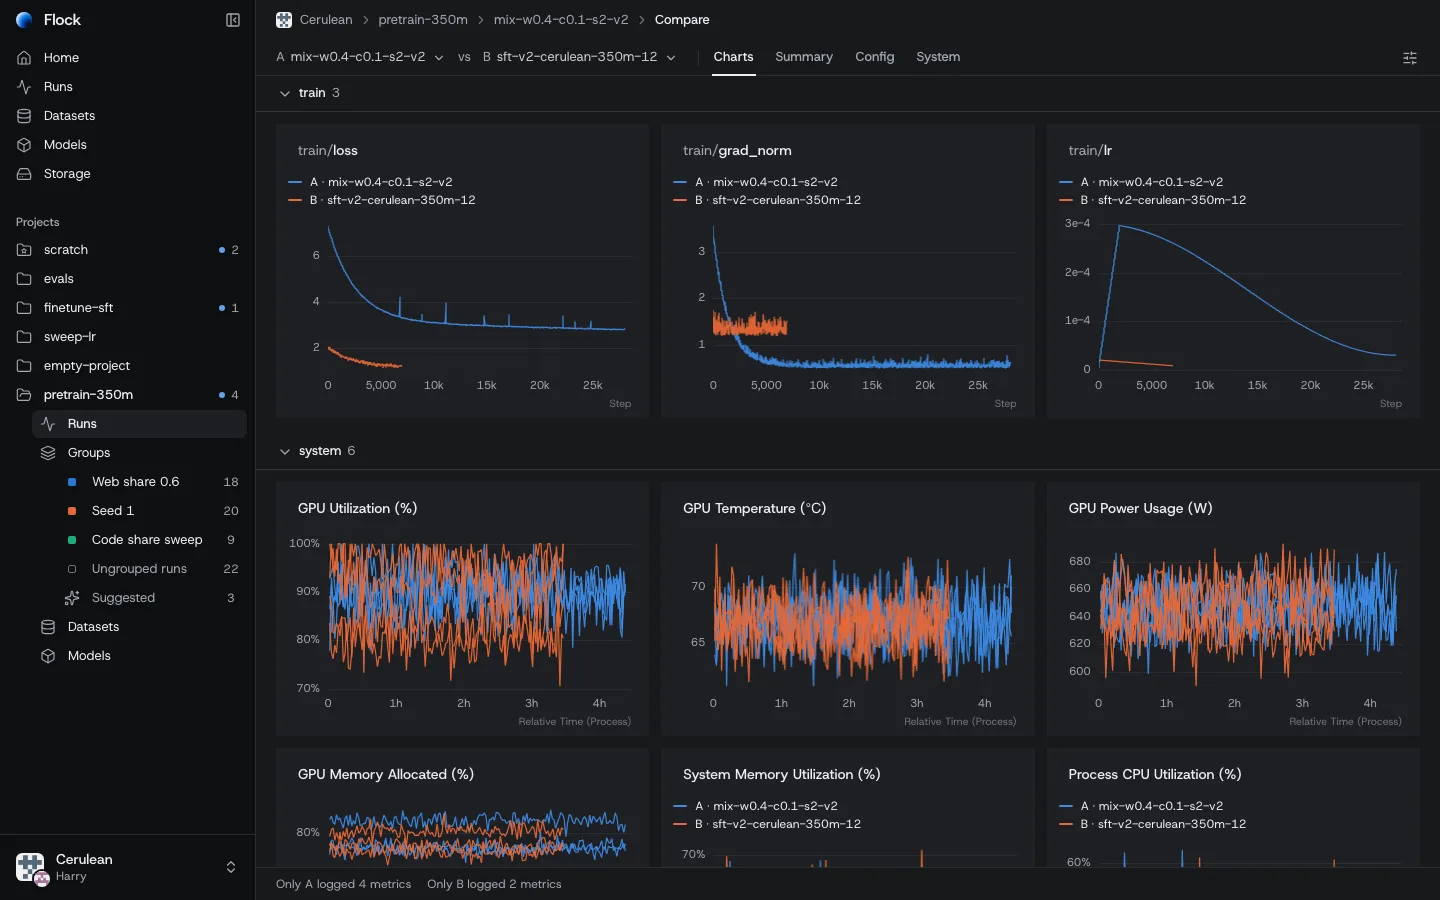 Flock
Home
Runs
Datasets
Models
Storage
Projects
scratch 2
evals
finetune-sft 1
sweep-lr
empty-project
pretrain-350m 4
Runs
Groups
Web share 0.6 18
Seed 1 20
Code share sweep 9
Ungrouped runs 22
Suggested 3
Datasets
Models
Cerulean
Harry
Cerulean > pretrain-350m > mix-w0.4-c0.1-s2-v2 > Compare
A mix-w0.4-c0.1-s2-v2 vs B sft-v2-cerulean-350m-12 Charts Summary Config System
train 3
train/loss
A · mix-w0.4-c0.1-s2-v2
B · sft-v2-cerulean-350m-12
6
4
2
0 5,000 10k 15k 20k 25k
Step
train/grad_norm
A · mix-w0.4-c0.1-s2-v2
B · sft-v2-cerulean-350m-12
3
2
1
0 5,000 10k 15k 20k 25k
Step
train/lr
A · mix-w0.4-c0.1-s2-v2
B · sft-v2-cerulean-350m-12
3e-4
2e-4
1e-4
0
0 5,000 10k 15k 20k 25k
Step
system 6
GPU Utilization (%)
100%
90%
80%
70%
0 1h 2h 3h 4h
Relative Time (Process)
GPU Temperature (°C)
70
65
0 1h 2h 3h 4h
Relative Time (Process)
GPU Power Usage (W)
680
660
640
620
600
0 1h 2h 3h 4h
Relative Time (Process)
GPU Memory Allocated (%)
80%
System Memory Utilization (%)
A · mix-w0.4-c0.1-s2-v2
B · sft-v2-cerulean-350m-12
70%
Process CPU Utilization (%)
A · mix-w0.4-c0.1-s2-v2
B · sft-v2-cerulean-350m-12
60%
Only A logged 4 metrics Only B logged 2 metrics